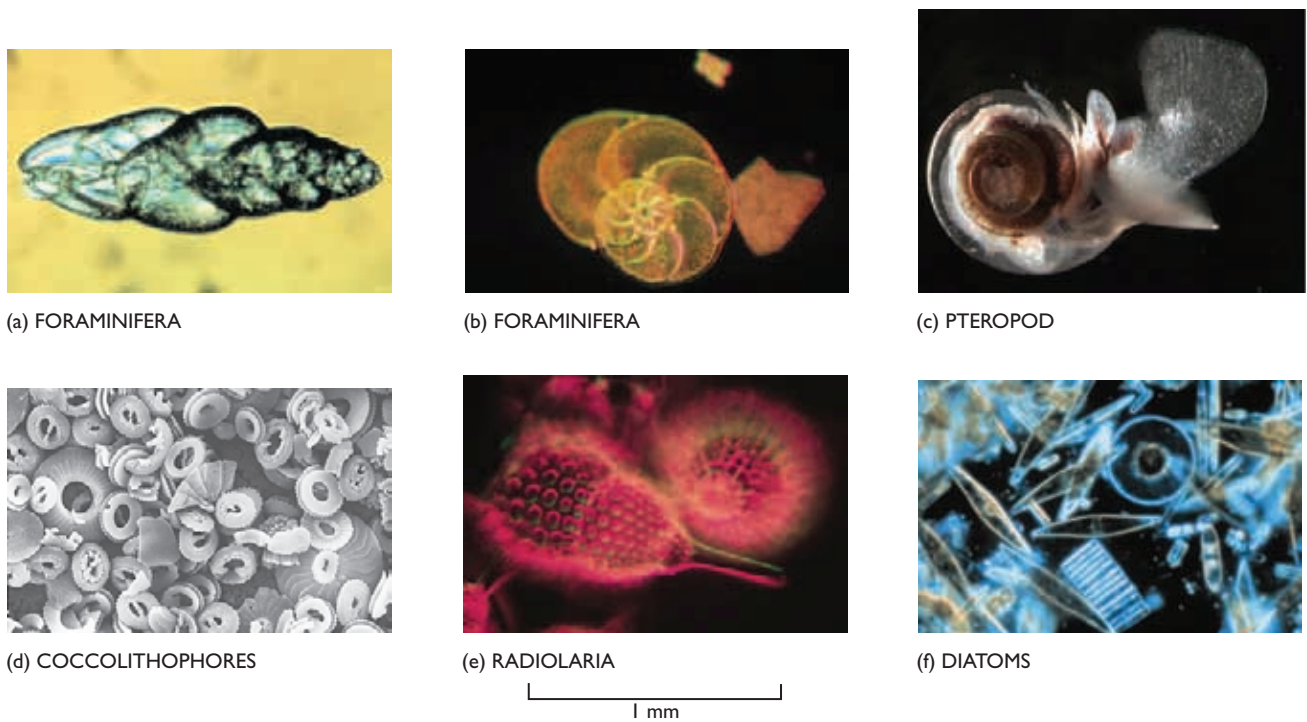 (a) FORAMINIFERA
(b) FORAMINIFERA
(c) PTEROPOD
(d) COCCOLITHOPHORES
(e) RADIOLARIA
(f) DIATOMS
1 mm